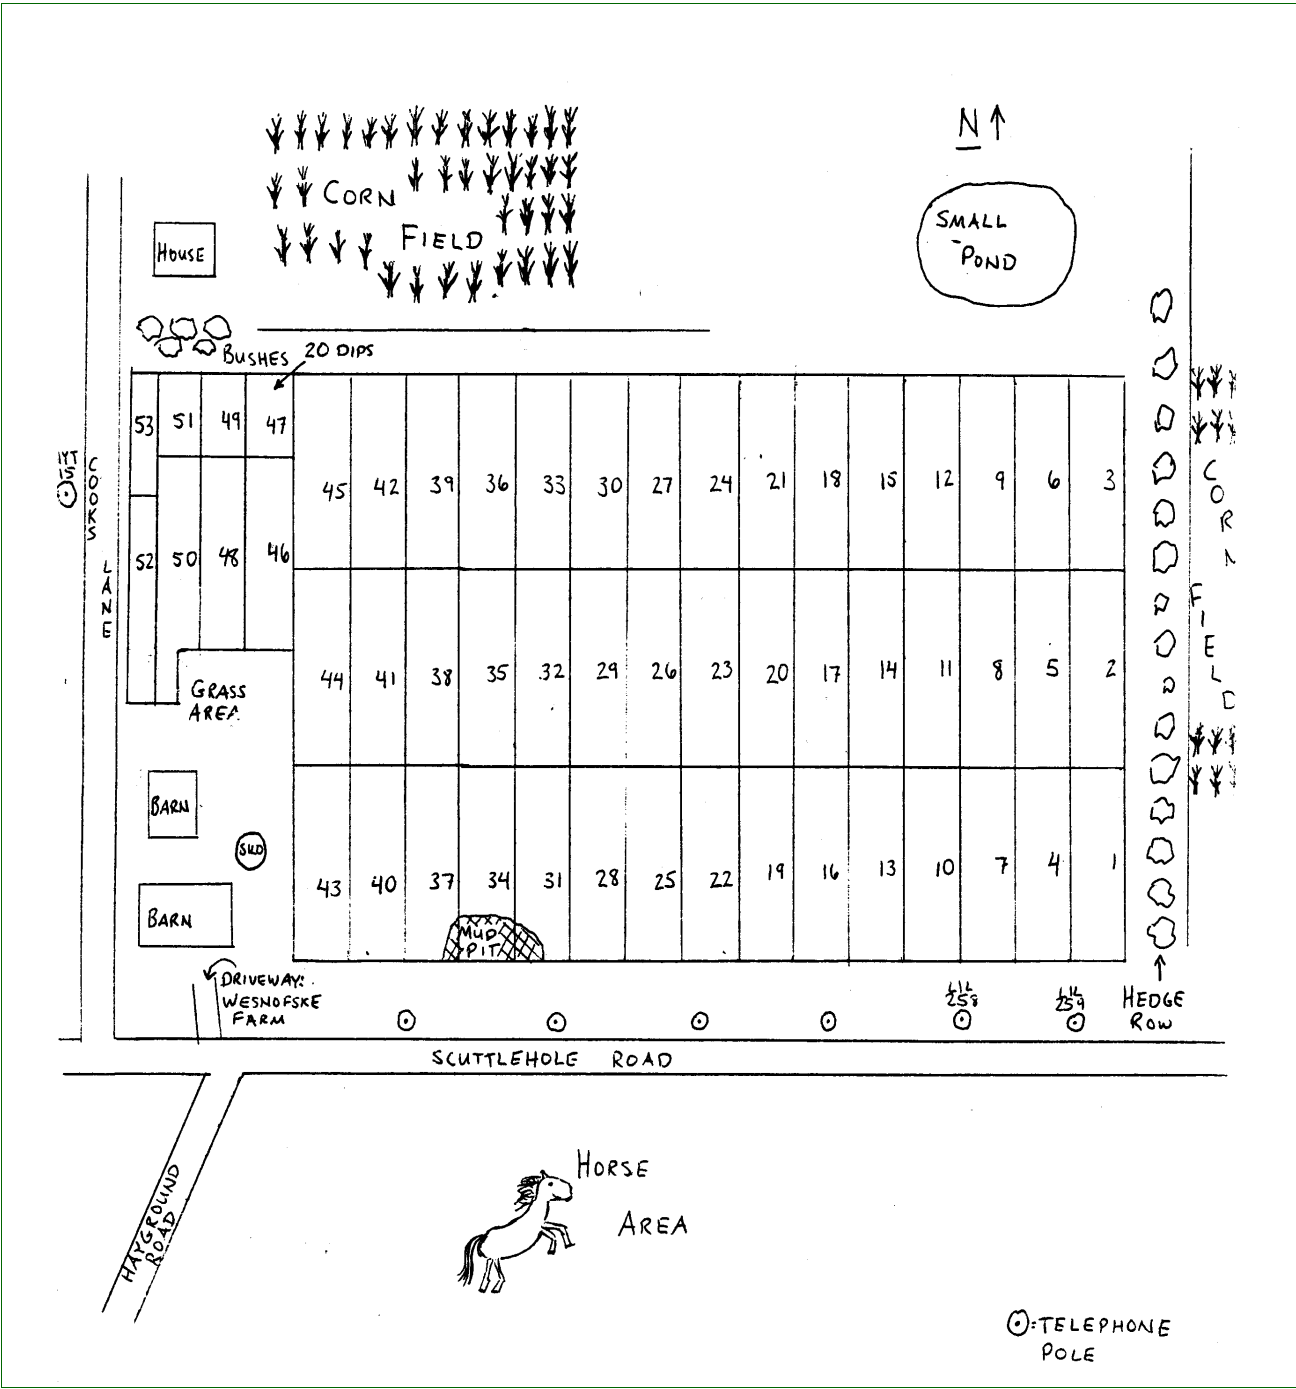 N
CORN
FIELD
SMALL
POND
HOUSE
BUSHES
20 DIPS
53 51 49 47
45 42 39 36 33 30 27 24 21 18 15 12 9 6 3
52 50 48 46
COOKS
LANE
CORN
FIELD
44 41 38 35 32 29 26 23 20 17 14 11 8 5 2
GRASS
AREA
BARN
SILO
43 40 37 34 31 28 25 22 19 16 13 10 7 4 1
BARN
MUD
PIT
DRIVEWAY:
WESNOFSKE
FARM
LIL
258
LIL
259
HEDGE
ROW
SCUTTLEHOLE ROAD
HAYGROUND
ROAD
HORSE
AREA
:TELEPHONE
POLE